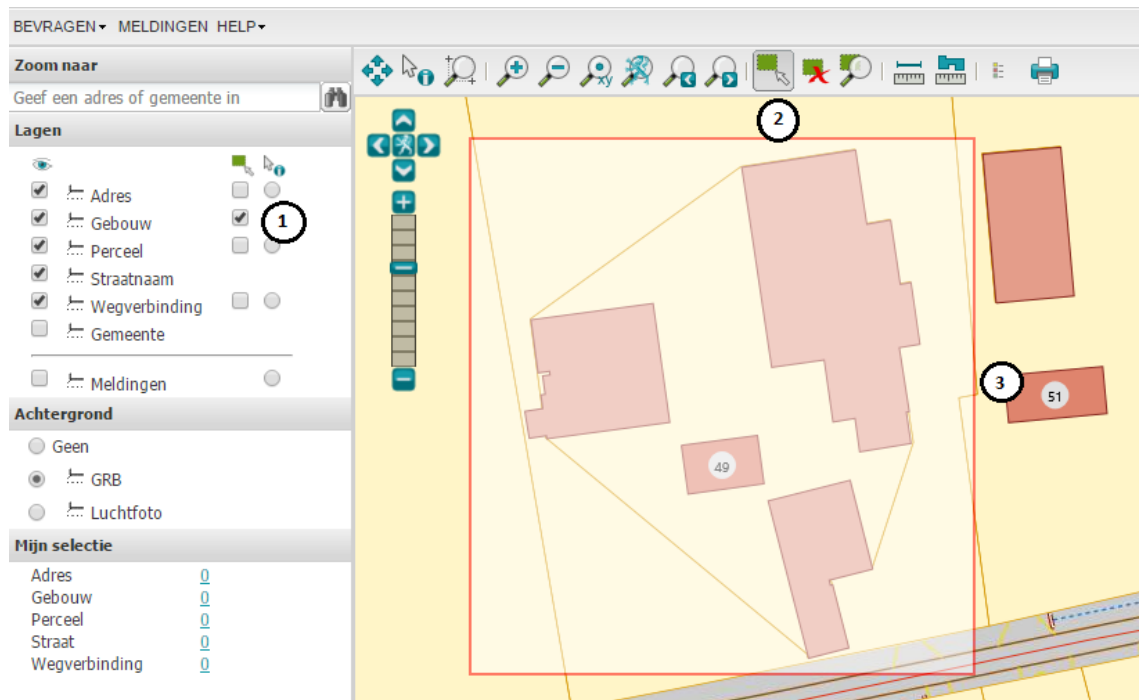 BEVRAGEN MELDINGEN HELP
Zoom naar
Geef een adres of gemeente in
Lagen
Adres
Gebouw
Perceel
Straatnaam
Wegverbinding
Gemeente
Meldingen
Achtergrond
Geen
GRB
Luchtfoto
Mijn selectie
Adres 0
Gebouw 0
Perceel 0
Straat 0
Wegverbinding 0
xy
1
2
3
51
49